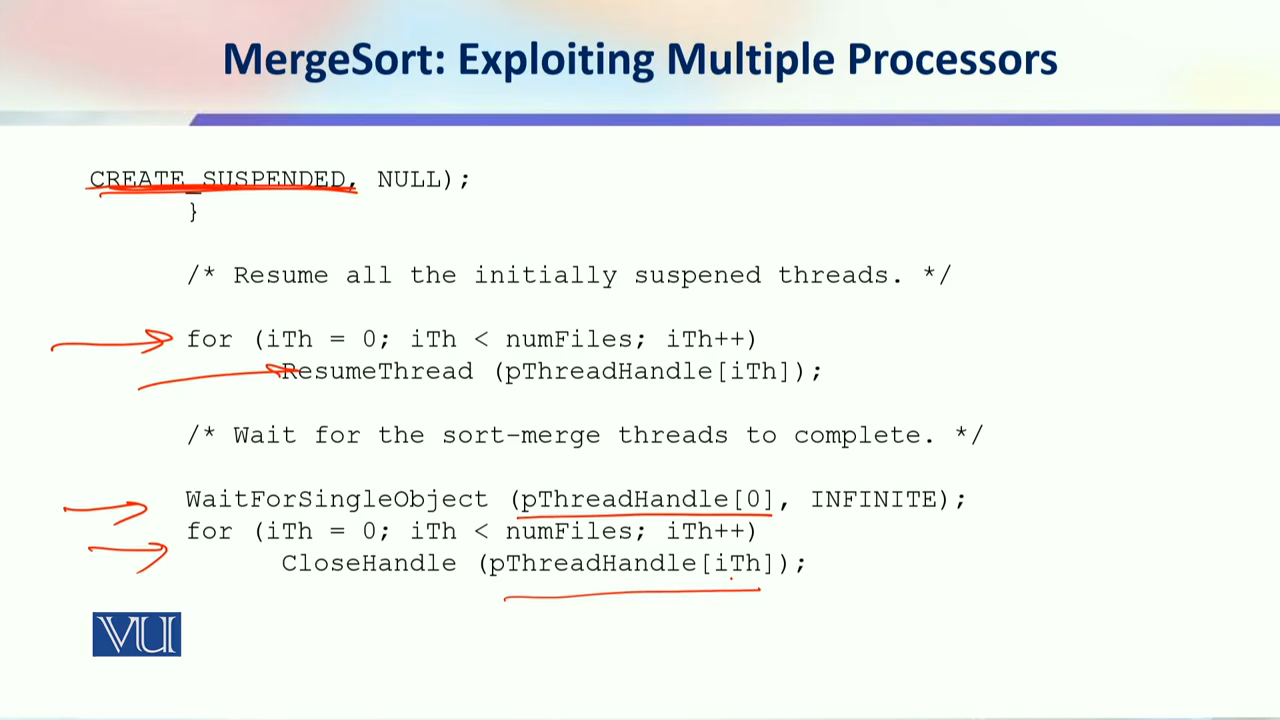 MergeSort: Exploiting Multiple Processors
CREATE_SUSPENDED, NULL);
}
/* Resume all the initially suspened threads. */
for (iTh = 0; iTh < numFiles; iTh++)
ResumeThread (pThreadHandle[iTh]);
/* Wait for the sort-merge threads to complete. */
WaitForSingleObject (pThreadHandle[0], INFINITE);
for (iTh = 0; iTh < numFiles; iTh++)
CloseHandle (pThreadHandle[iTh]);
VU